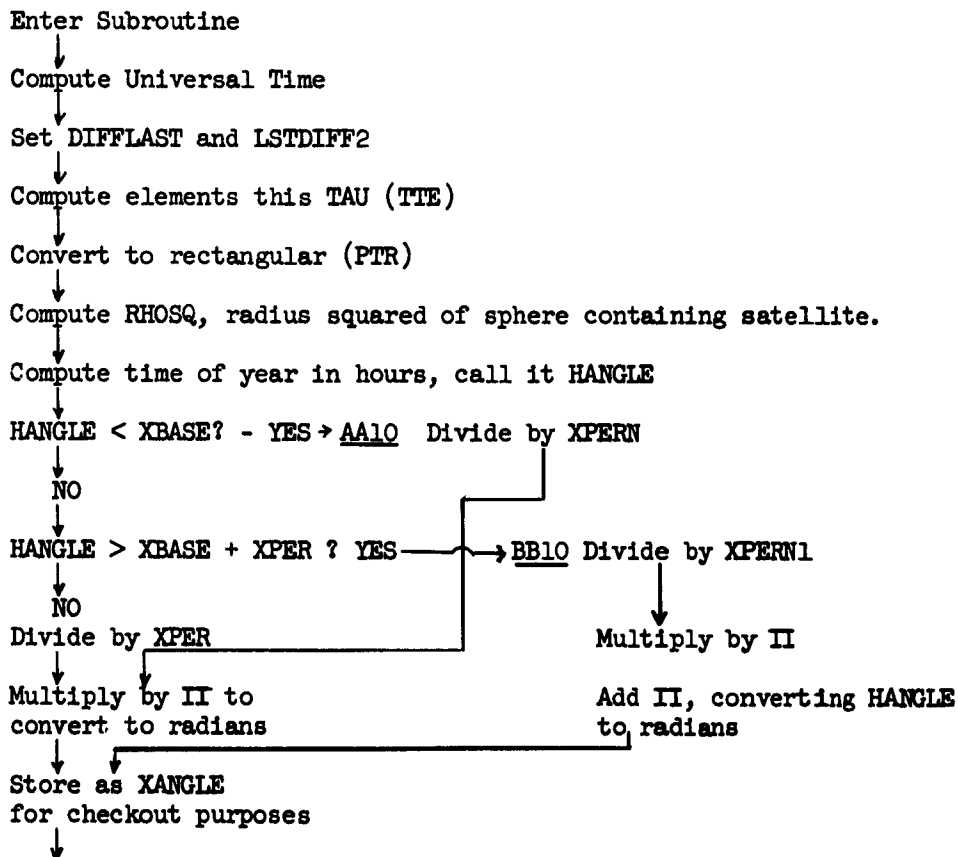 Enter Subroutine
Compute Universal Time
Set DIFFLAST and LSTDIFF2
Compute elements this TAU (TTE)
Convert to rectangular (PTR)
Compute RHOSQ, radius squared of sphere containing satellite.
Compute time of year in hours, call it HANGLE
HANGLE < XBASE? - YES → AA10 Divide by XPERN
NO
HANGLE > XBASE + XPER ? YES → BB10 Divide by XPERN1
NO
Divide by XPER
Multiply by II
Multiply by II to
convert to radians
Add II, converting HANGLE
to radians
Store as XANGLE
for checkout purposes